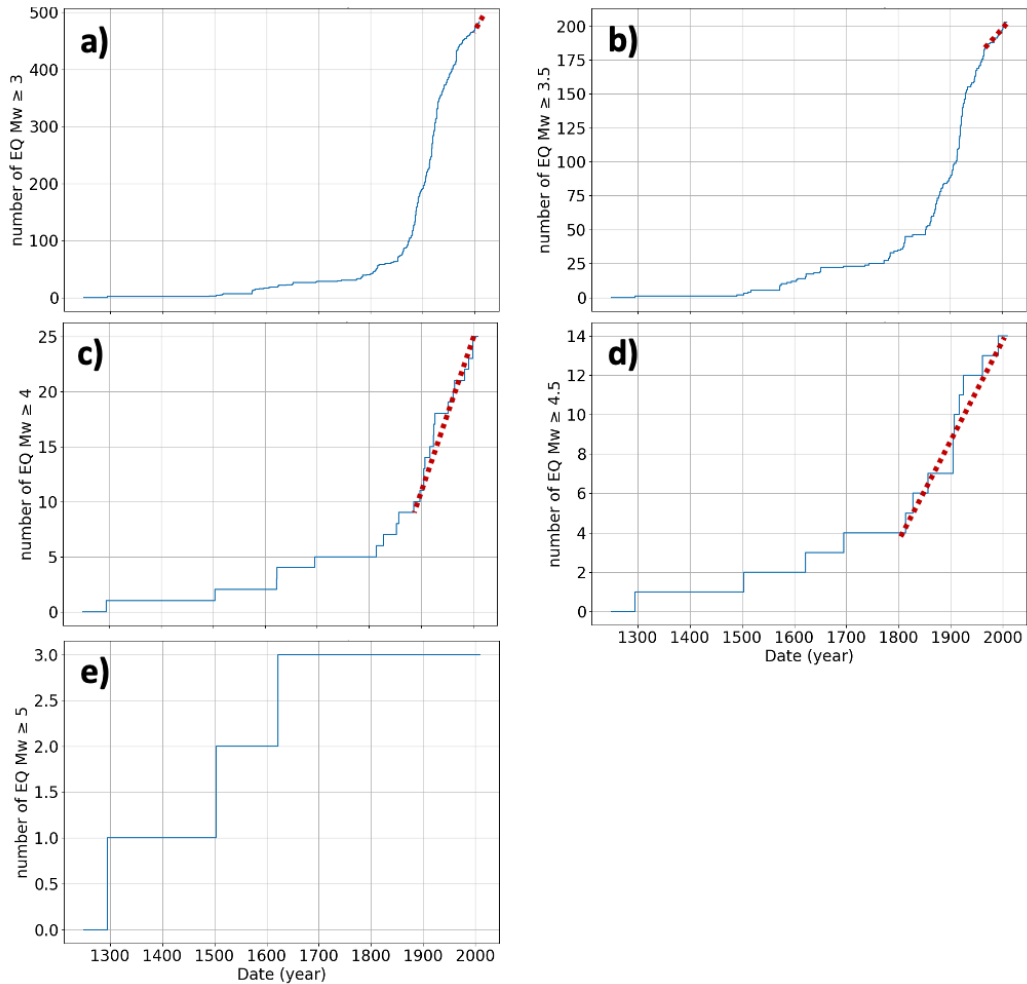 a)
number of EQ Mw ≥ 3
500
400
300
200
100
0
b)
number of EQ Mw ≥ 3.5
200
175
150
125
100
75
50
25
0
c)
number of EQ Mw ≥ 4
25
20
15
10
5
0
d)
number of EQ Mw ≥ 4.5
14
12
10
8
6
4
2
0
1300 1400 1500 1600 1700 1800 1900 2000
Date (year)
e)
number of EQ Mw ≥ 5
3.0
2.5
2.0
1.5
1.0
0.5
0.0
1300 1400 1500 1600 1700 1800 1900 2000
Date (year)